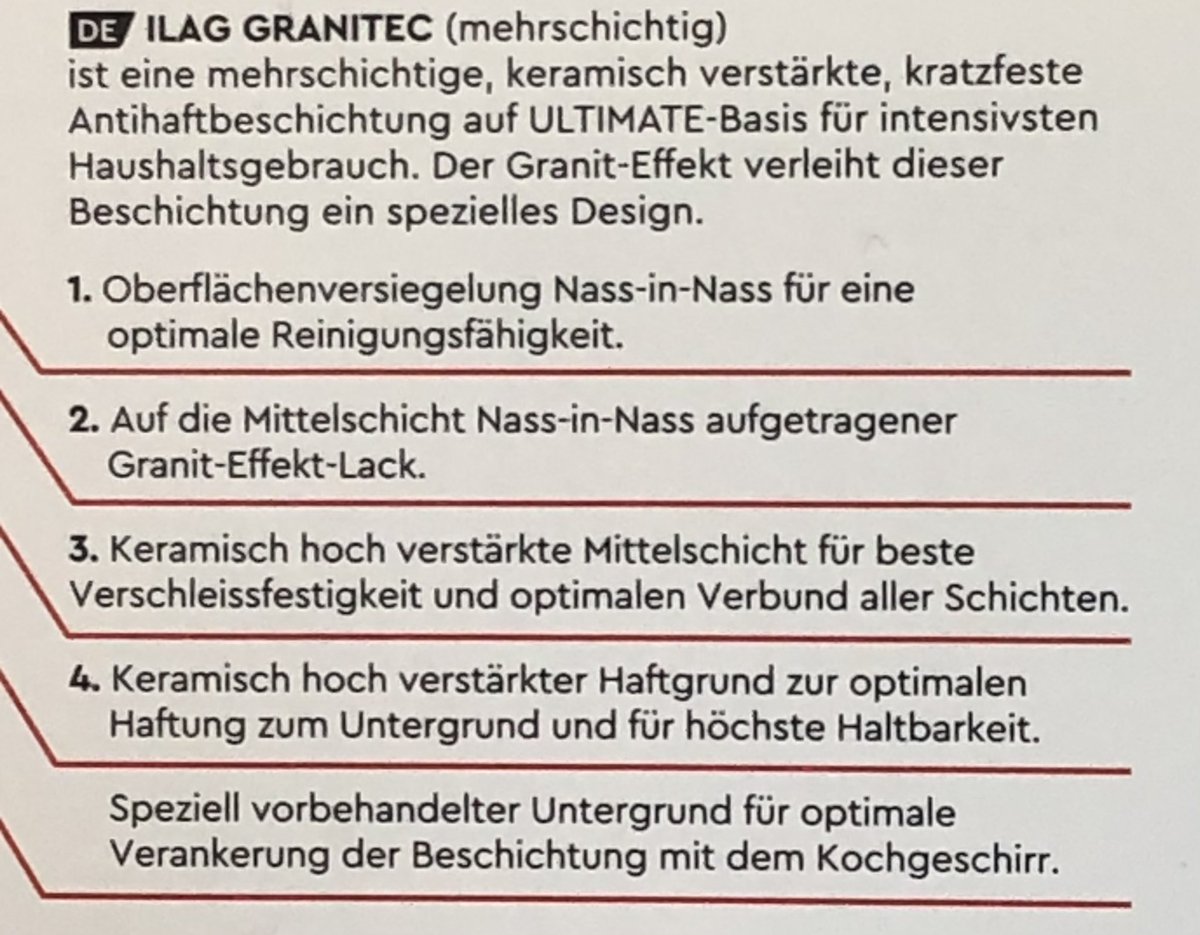 DE ILAG GRANITEC (mehrschichtig)
ist eine mehrschichtige, keramisch verstärkte, kratzfeste
Antihaftbeschichtung auf ULTIMATE-Basis für intensivsten
Haushaltsgebrauch. Der Granit-Effekt verleiht dieser
Beschichtung ein spezielles Design.
1. Oberflächenversiegelung Nass-in-Nass für eine
optimale Reinigungsfähigkeit.
2. Auf die Mittelschicht Nass-in-Nass aufgetragener
Granit-Effekt-Lack.
3. Keramisch hoch verstärkte Mittelschicht für beste
Verschleissfestigkeit und optimalen Verbund aller Schichten.
4. Keramisch hoch verstärkter Haftgrund zur optimalen
Haftung zum Untergrund und für höchste Haltbarkeit.
Speziell vorbehandelter Untergrund für optimale
Verankerung der Beschichtung mit dem Kochgeschirr.